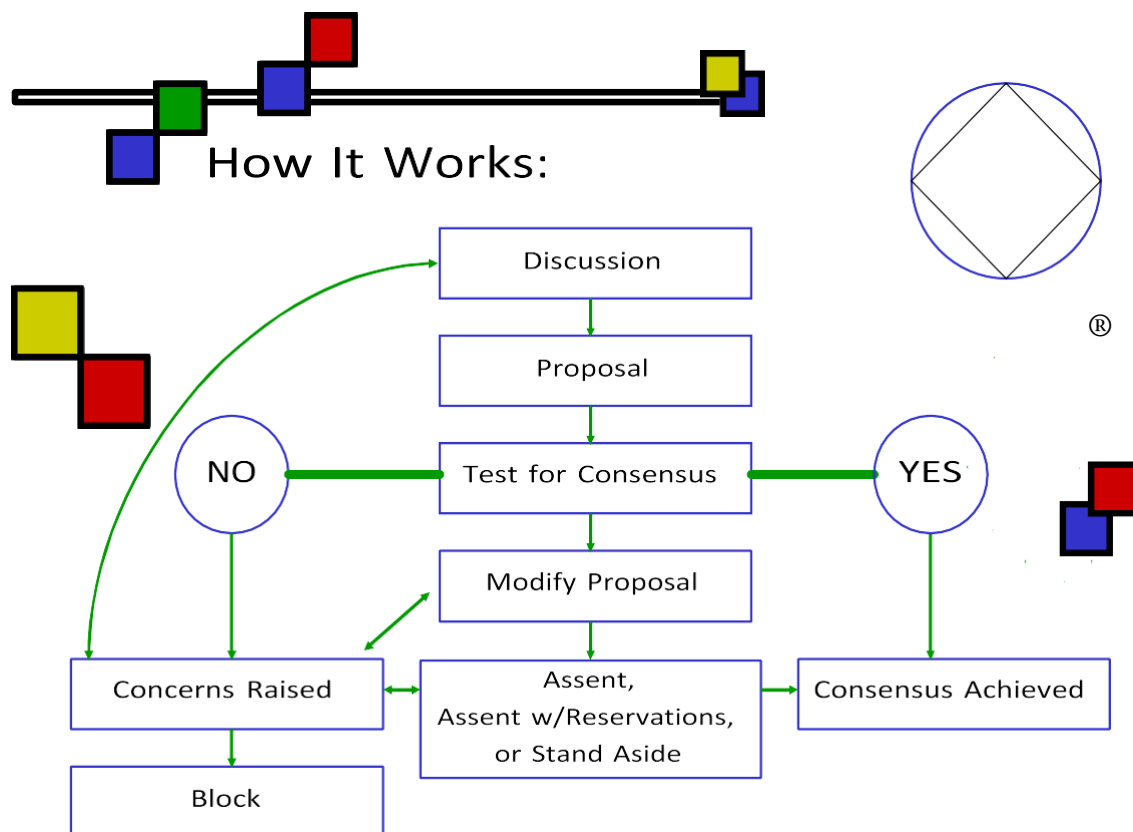 How It Works:
Discussion
®
Proposal
NO
Test for Consensus
YES
Modify Proposal
Concerns Raised
Assent,
Assent w/Reservations,
or Stand Aside
Consensus Achieved
Block